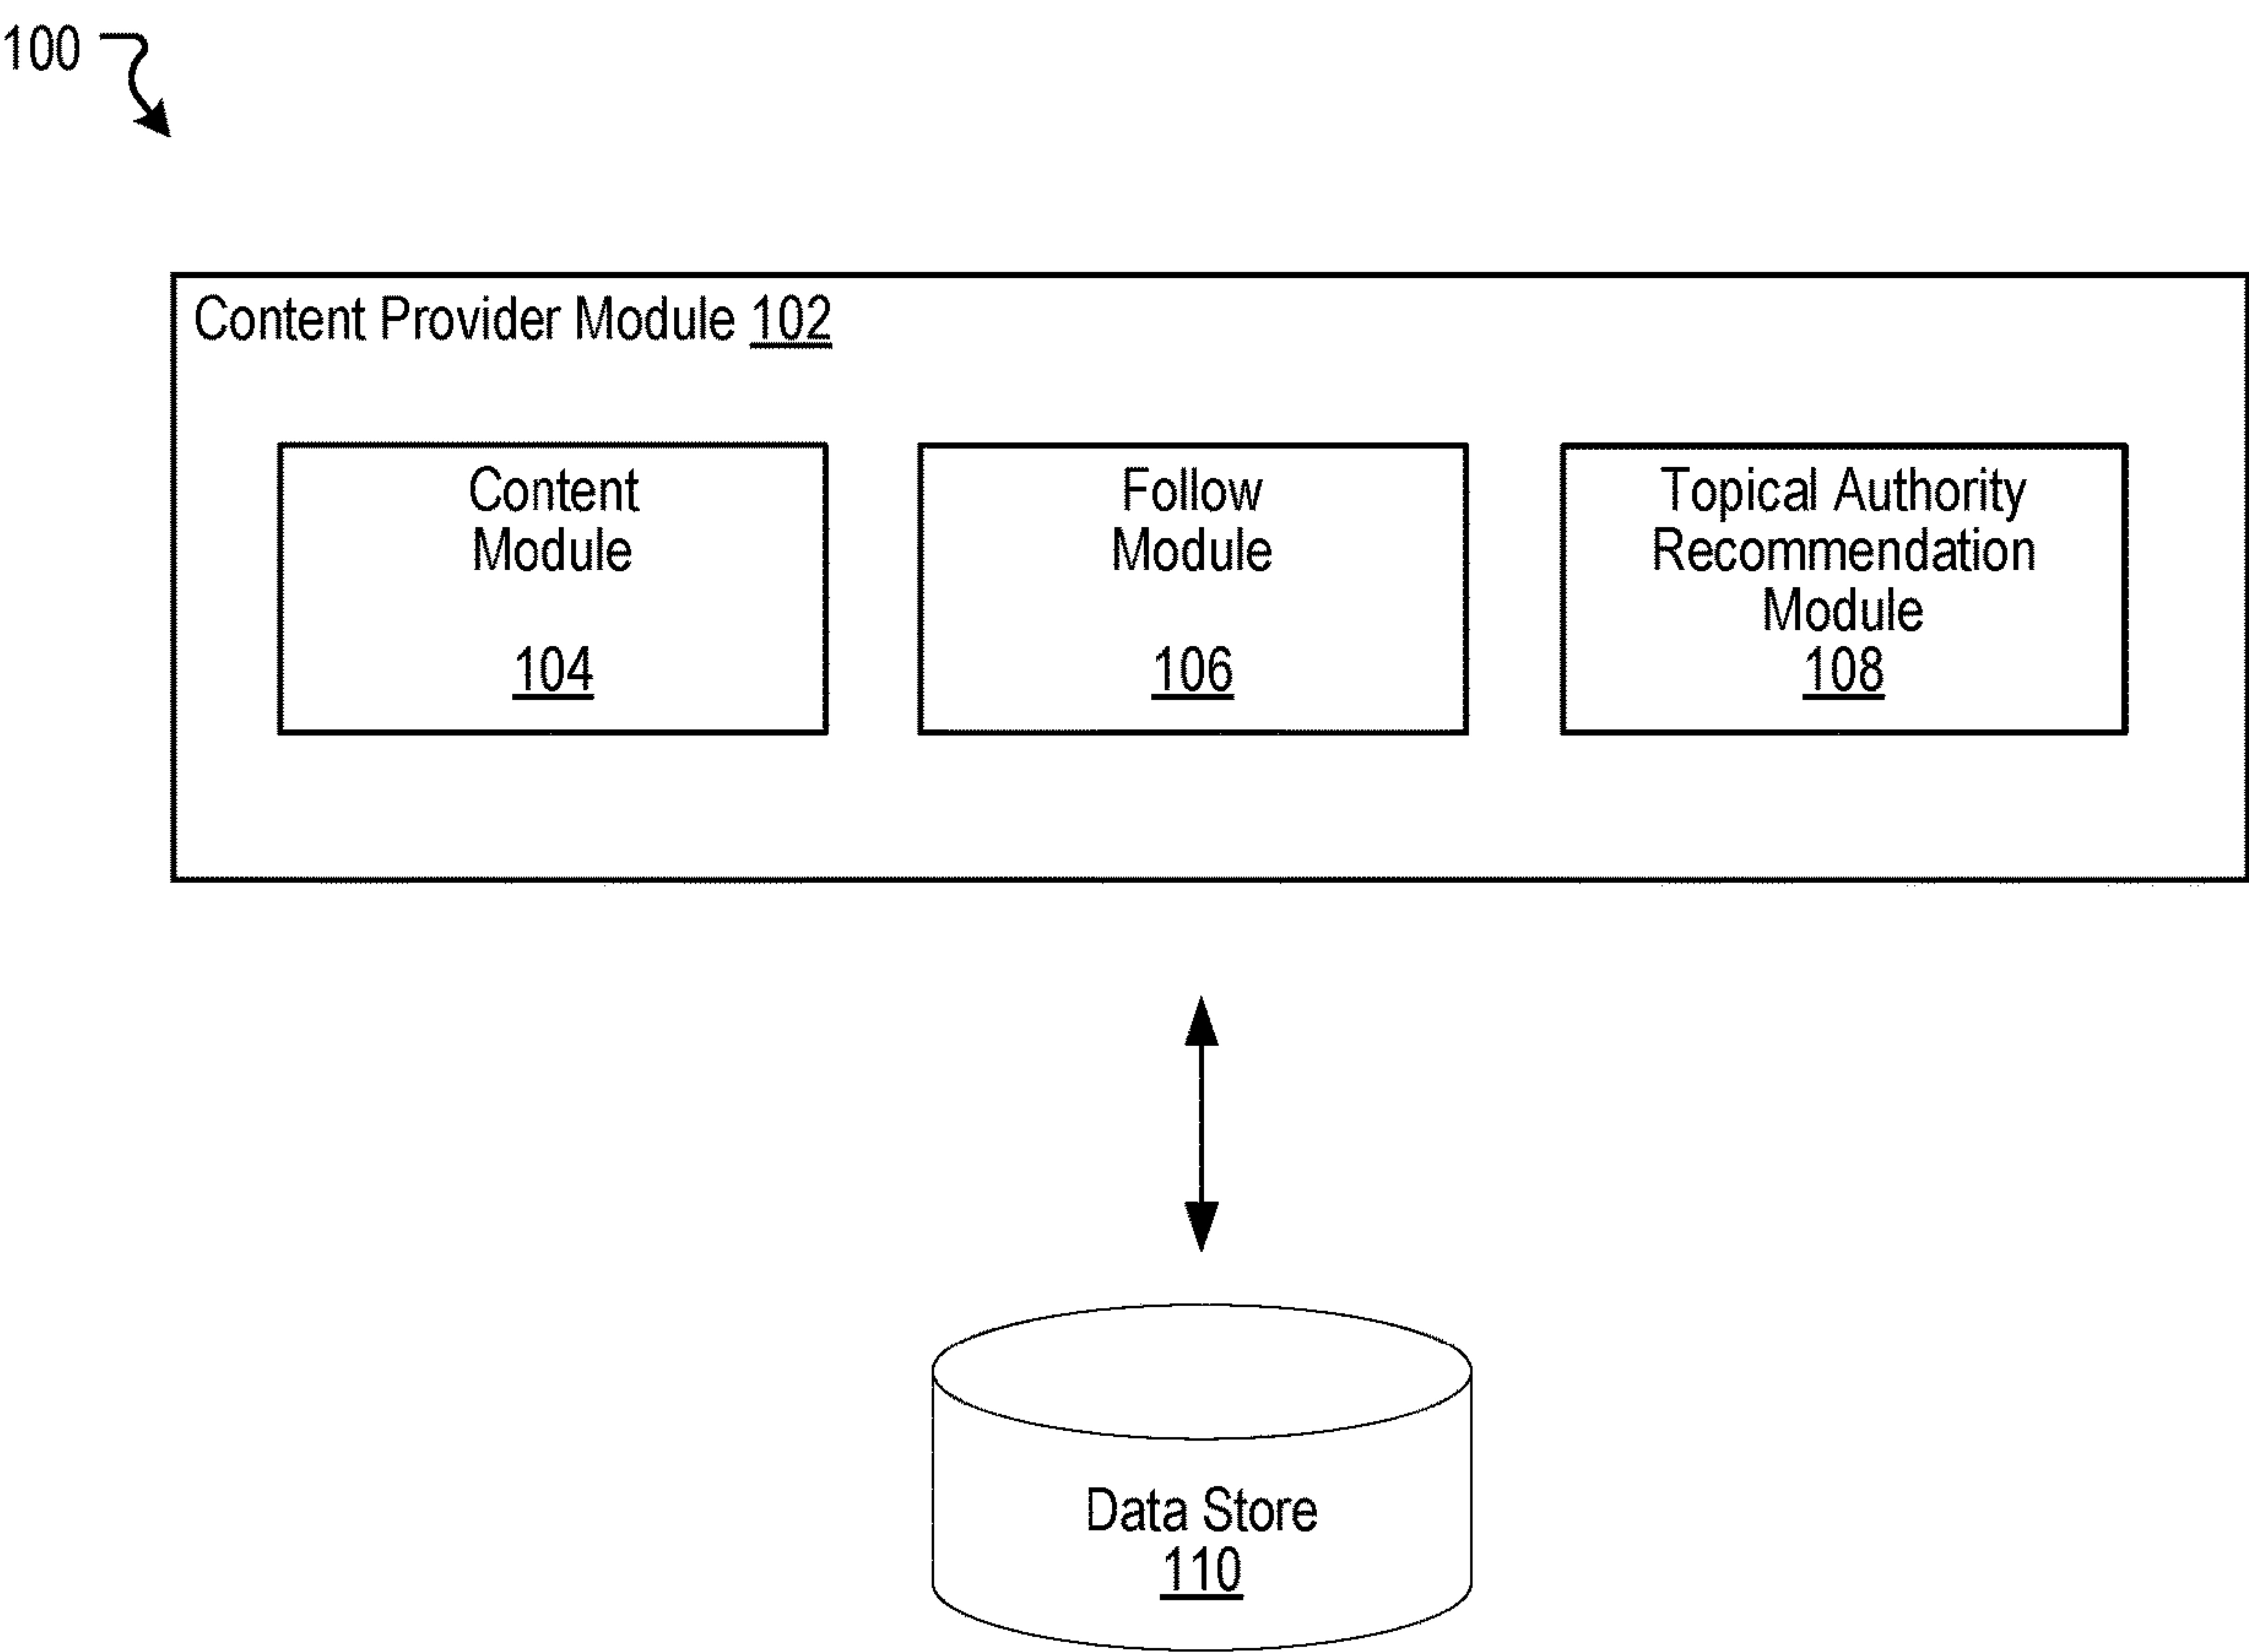 100
Content Provider Module 102
Content
Module
104
Follow
Module
106
Topical Authority
Recommendation
Module
108
Data Store
110